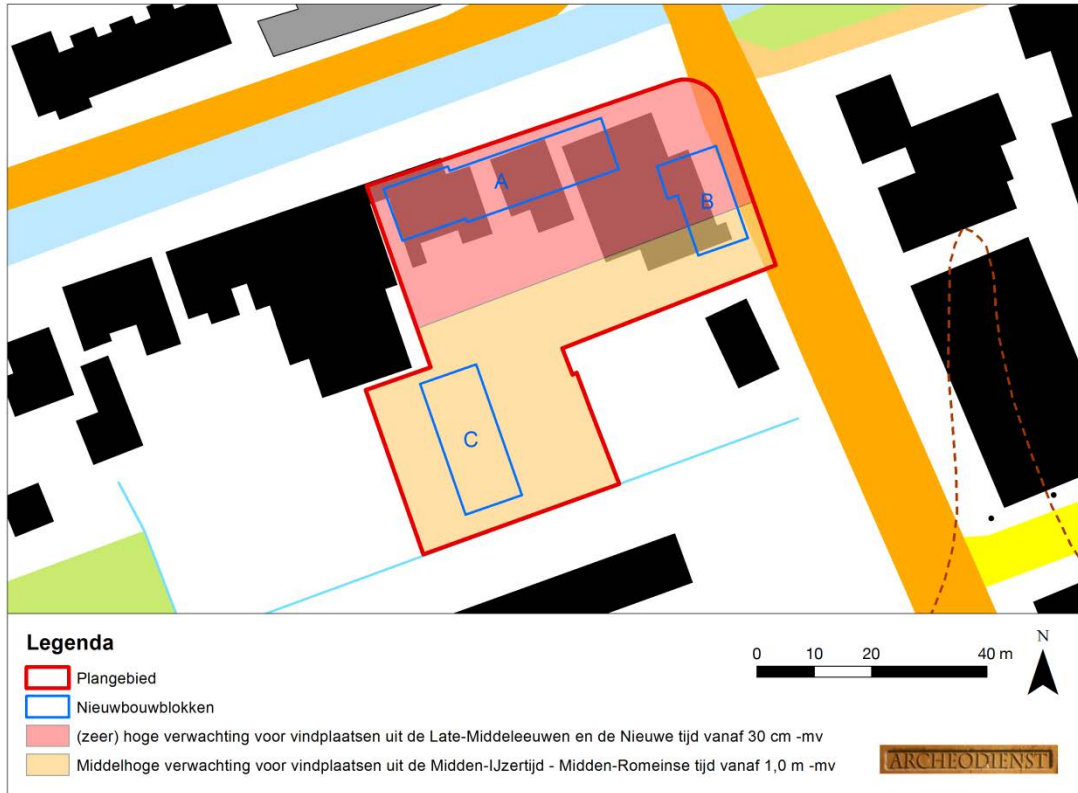 A
B
C
Legenda
Plangebied
Nieuwbouwblokken
(zeer) hoge verwachting voor vindplaatsen uit de Late-Middeleeuwen en de Nieuwe tijd vanaf 30 cm -mv
Middelhoge verwachting voor vindplaatsen uit de Midden-IJzertijd - Midden-Romeinse tijd vanaf 1,0 m -mv
0 10 20 40 m
N
ARCHEODIENST